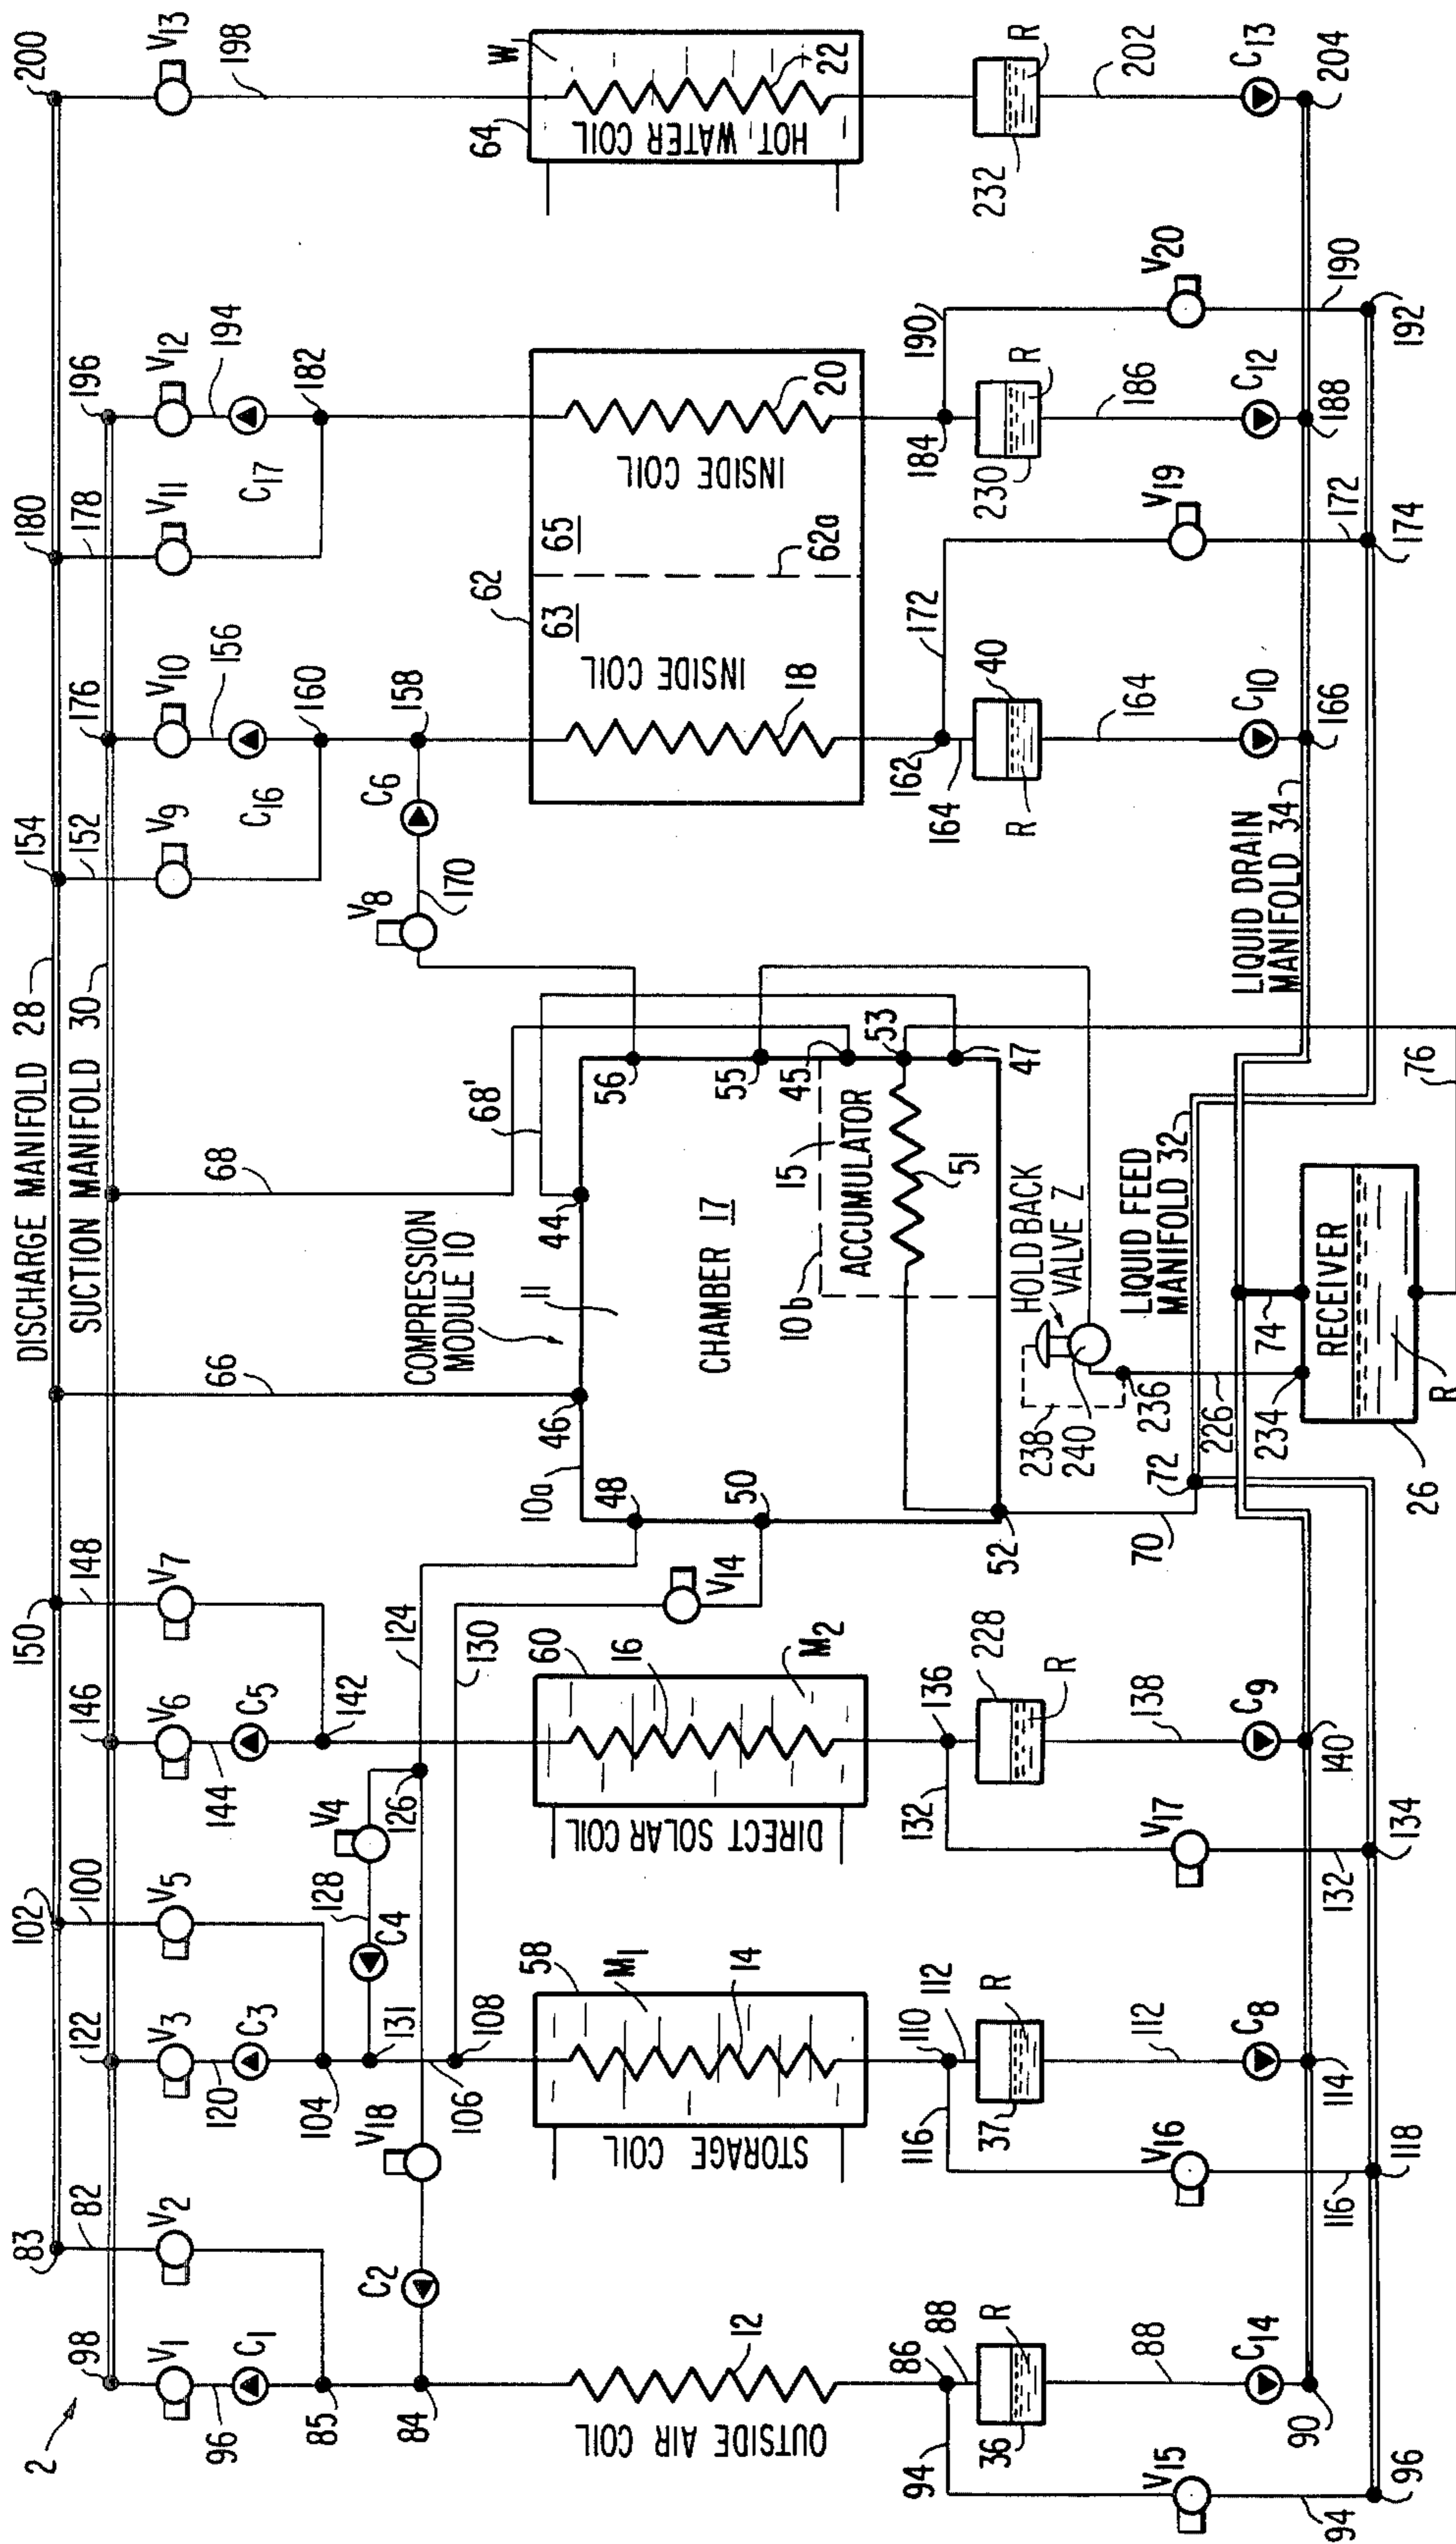 2
DISCHARGE MANIFOLD 28
SUCTION MANIFOLD 30
98
83
122
102
146
150
154
176
180
196
200
V1
82
V2
V3
100
V5
V6
148
V7
66
68
152
V9
V10
178
V11
V12
V13
96
C1
120
C3
144
C5
156
C16
194
C17
198
85
104
142
160
182
84
C2
V18
131
C4
128
V4
126
124
V8
170
C6
158
106
108
130
COMPRESSION
MODULE 10
10a
46
11
44
68'
48
56
50
55
V14
CHAMBER 17
10b
15
ACCUMULATOR
45
53
51
47
52
OUTSIDE AIR COIL
12
STORAGE COIL
58
M1
14
DIRECT SOLAR COIL
60
16
M2
62
63
INSIDE COIL
18
62a
65
INSIDE COIL
20
64
HOT WATER COIL
W
22
HOLD BACK
VALVE Z
238
240
236
LIQUID FEED
MANIFOLD 32
LIQUID DRAIN
MANIFOLD 34
94
86
88
36
R
116
110
112
37
R
132
136
228
R
162
164
172
40
R
184
190
230
R
232
R
V15
88
C14
V16
112
C8
V17
138
C9
70
72
226
234
74
164
C10
V19
186
C12
V20
202
C13
94
96
90
116
118
114
132
134
140
26
RECEIVER
R
76
166
172
174
188
190
192
204